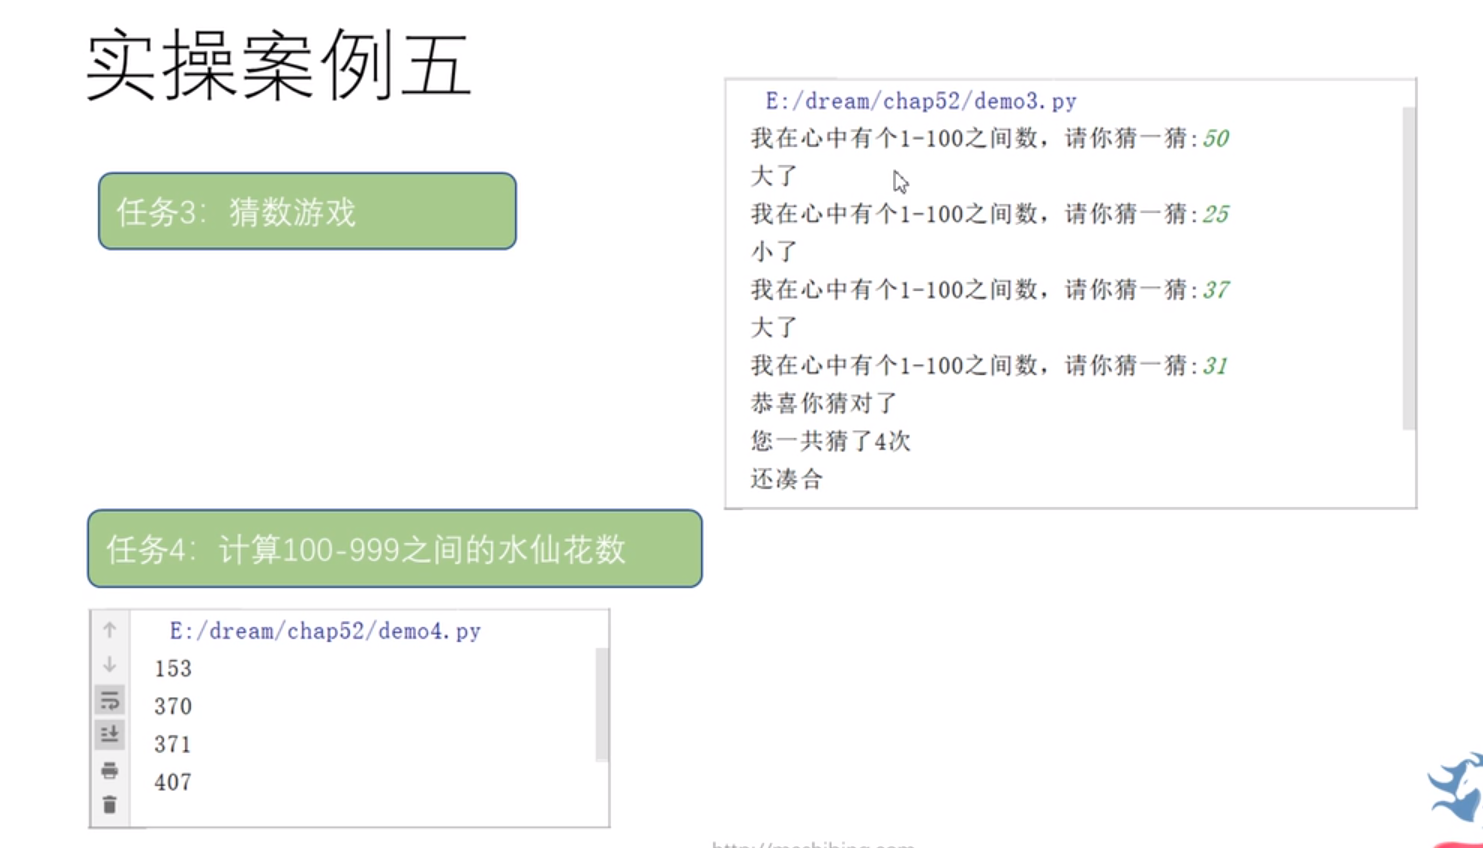 实操案例五
任务3：猜数游戏
E:/dream/chap52/demo3.py
我在心中有个1-100之间数，请你猜一猜:50
大了
我在心中有个1-100之间数，请你猜一猜:25
小了
我在心中有个1-100之间数，请你猜一猜:37
大了
我在心中有个1-100之间数，请你猜一猜:31
恭喜你猜对了
您一共猜了4次
还凑合
任务4：计算100-999之间的水仙花数
E:/dream/chap52/demo4.py
153
370
371
407